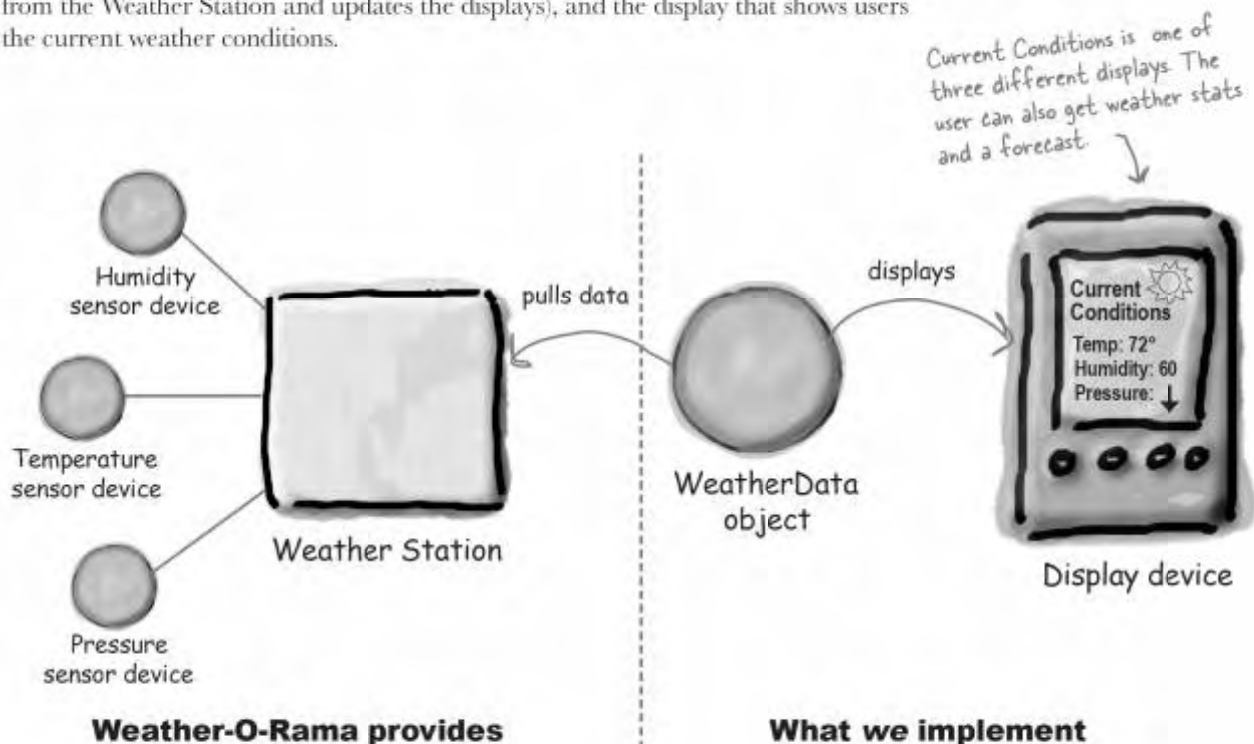 from the Weather Station and updates the displays), and the display that shows users
the current weather conditions.
Current Conditions is one of
three different displays. The
user can also get weather stats
and a forecast.
Humidity
sensor device
Temperature
sensor device
Pressure
sensor device
Weather Station
pulls data
WeatherData
object
displays
Current
Conditions
Temp: 72°
Humidity: 60
Pressure:
Display device
Weather-O-Rama provides
What we implement